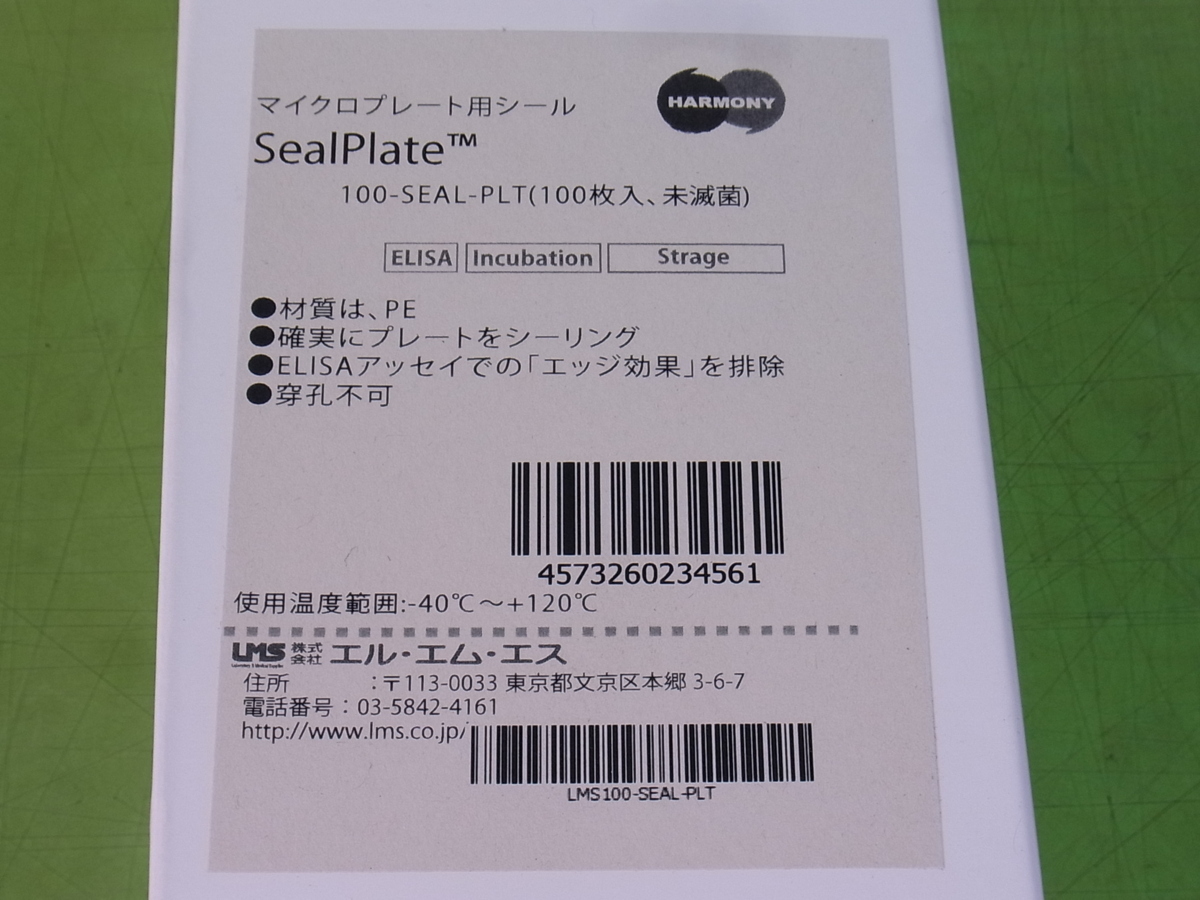 HARMONY
マイクロプレート用シール
SealPlate™
100-SEAL-PLT(100枚入、未滅菌)
ELISA Incubation Strage
●材質は、PE
●確実にプレートをシーリング
●ELISAアッセイでの「エッジ効果」を排除
●穿孔不可
4573260234561
使用温度範囲:-40℃～+120℃
LMS 株式会社 エル・エム・エス
住所 :〒113-0033 東京都文京区本郷 3-6-7
電話番号 : 03-5842-4161
http://www.lms.co.jp/
LMS100-SEAL-PLT